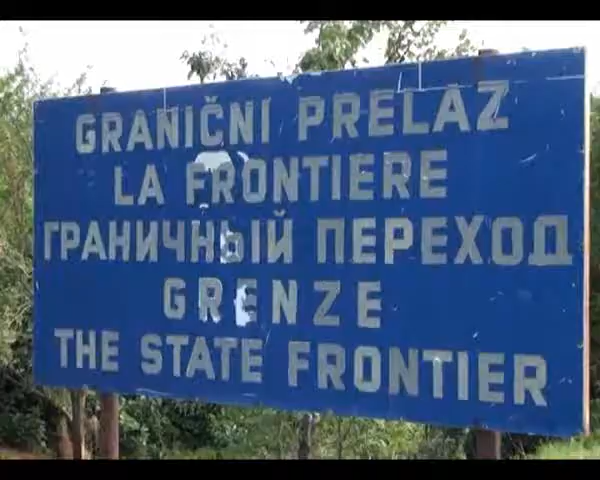 GRANIČNI PRELAZ
LA FRONTIERE
ГРАНИЧНЫЙ ПЕРЕХОД
GRENZE
THE STATE FRONTIER